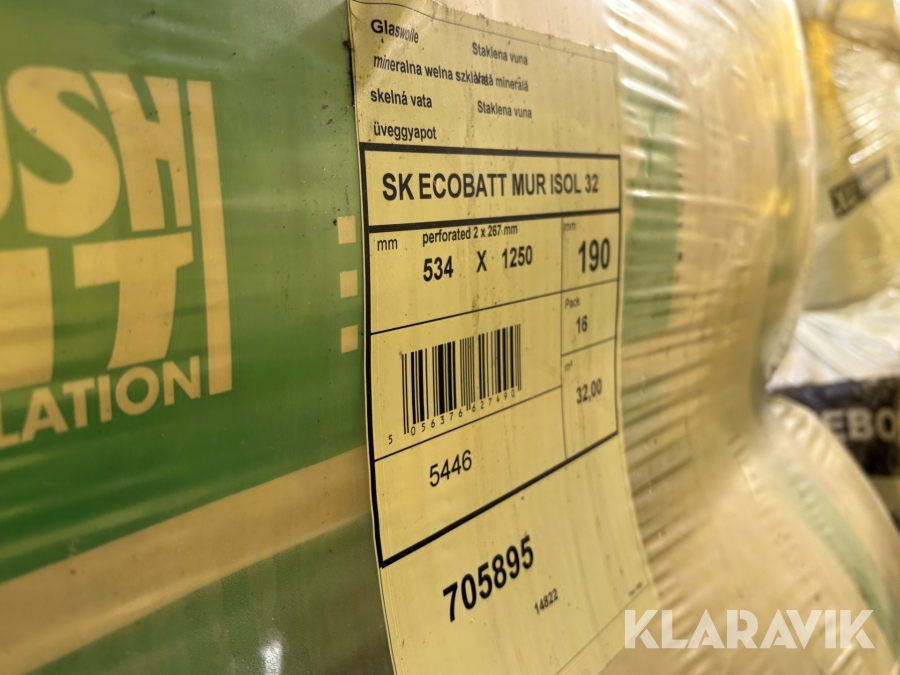 USHI
LATION
Glaswolle
Staklena vuna
mineralna welna szklana
Vată minerală
skelná vata
Staklena vuna
üveggyapot
SK ECOBATT MUR ISOL 32
mm
perforated 2 x 267 mm
534 X 1250
mm
190
Pack
16
m²
32,00
5 056376 627490
5446
705895
14822
EBO
KLARAVIK